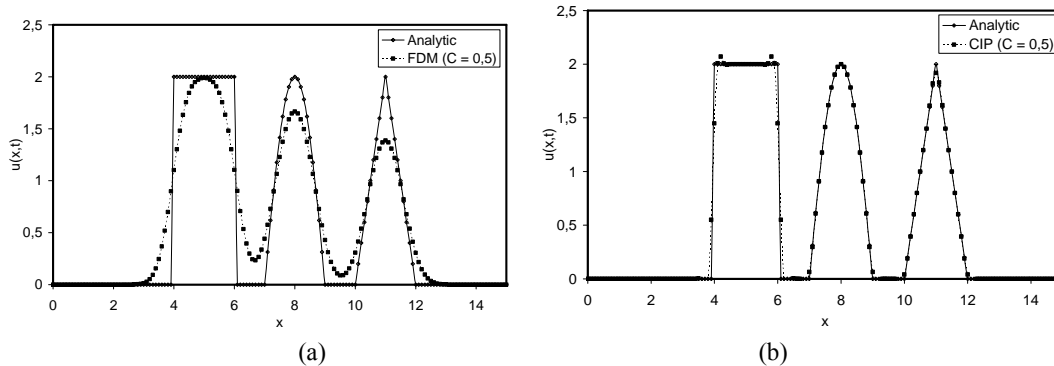 2,5
2
1,5
1
0,5
0
u(x,t)
0 2 4 6 8 10 12 14
x
Analytic
FDM (C = 0,5)
(a)
2,5
2
1,5
1
0,5
0
u(x,t)
0 2 4 6 8 10 12 14
x
Analytic
CIP (C = 0,5)
(b)